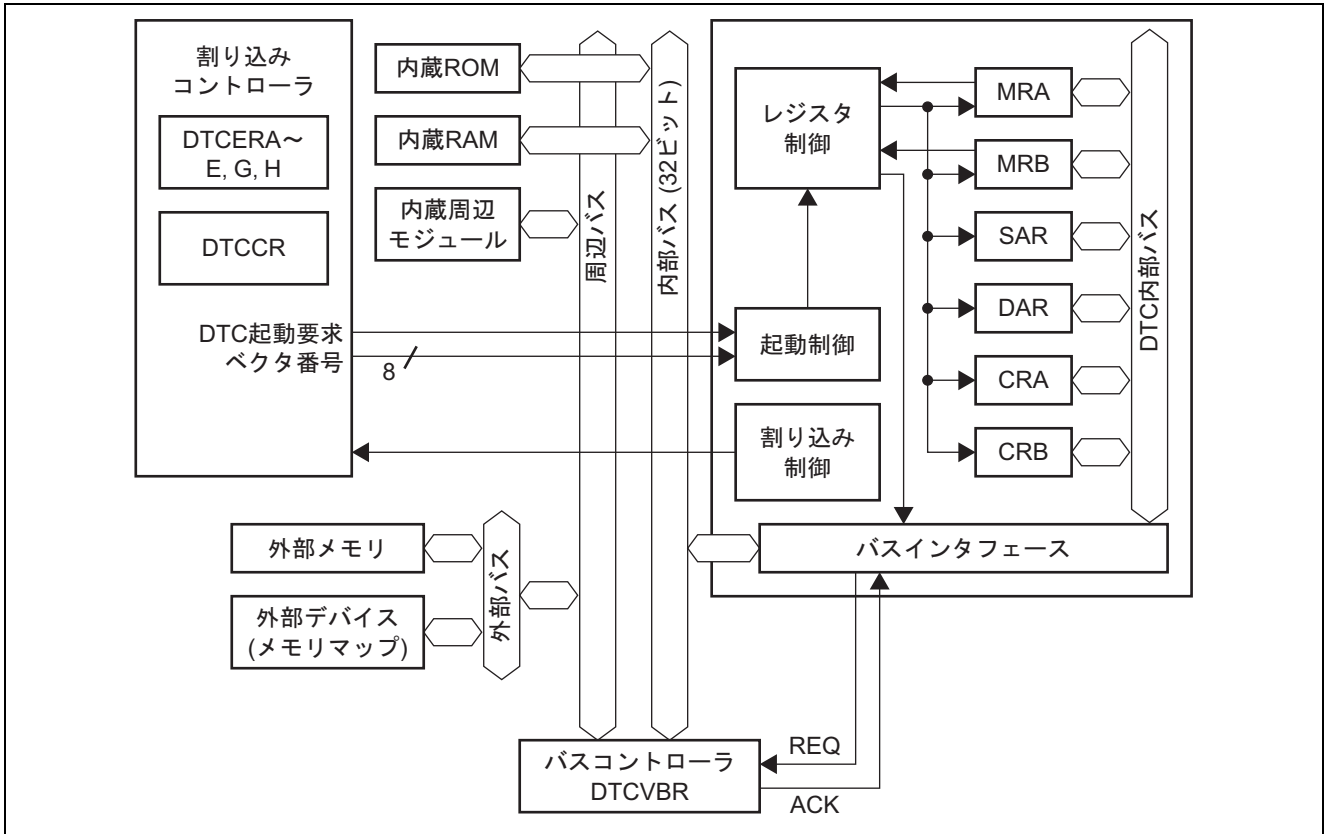 割り込み
コントローラ
DTCERA～
E, G, H
DTCCR
DTC起動要求
ベクタ番号
8
内蔵ROM
内蔵RAM
内蔵周辺
モジュール
周辺バス
内部バス (32ビット)
レジスタ
制御
起動制御
割り込み
制御
MRA
MRB
SAR
DAR
CRA
CRB
DTC内部バス
バスインタフェース
外部メモリ
外部デバイス
(メモリマップ)
外部バス
バスコントローラ
DTCVBR
REQ
ACK